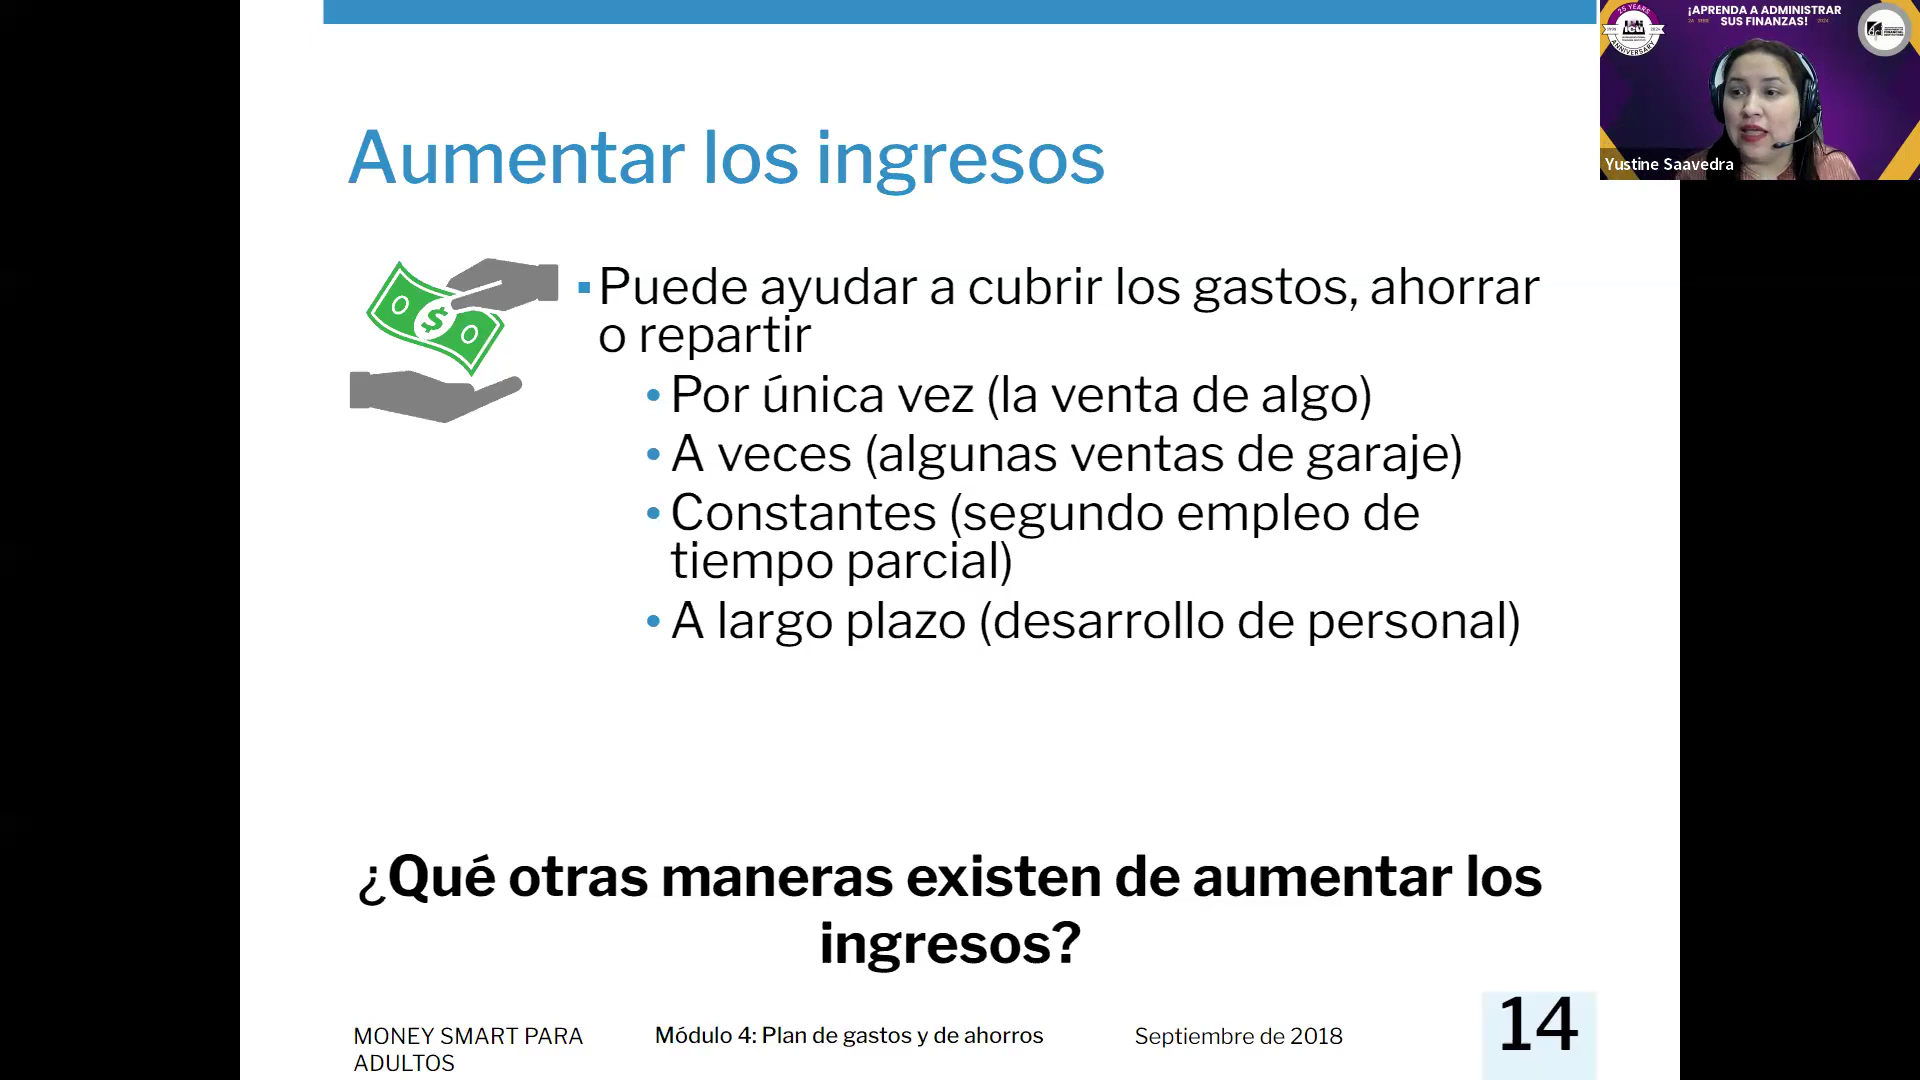 Aumentar los ingresos
Puede ayudar a cubrir los gastos, ahorrar
o repartir
Por única vez (la venta de algo)
A veces (algunas ventas de garaje)
Constantes (segundo empleo de
tiempo parcial)
A largo plazo (desarrollo de personal)
¿Qué otras maneras existen de aumentar los
ingresos?
MONEY SMART PARA
ADULTOS
Módulo 4: Plan de gastos y de ahorros
Septiembre de 2018
14
25 YEARS
ANNIVERSARY
¡APRENDA A ADMINISTRAR
SUS FINANZAS!
Yustine Saavedra